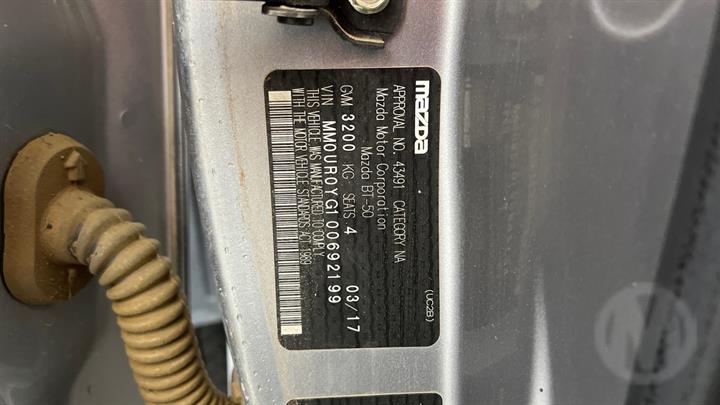 mazda
APPROVAL NO. 43491 CATEGORY NA
Mazda Motor Corporation
Mazda BT-50
(UC2B)
GVM 3200 KG SEATS 4 03/17
VIN MM0UR0YG100692199
THIS VEHICLE WAS MANUFACTURED TO COMPLY
WITH THE MOTOR VEHICLE STANDARDS ACT 1989